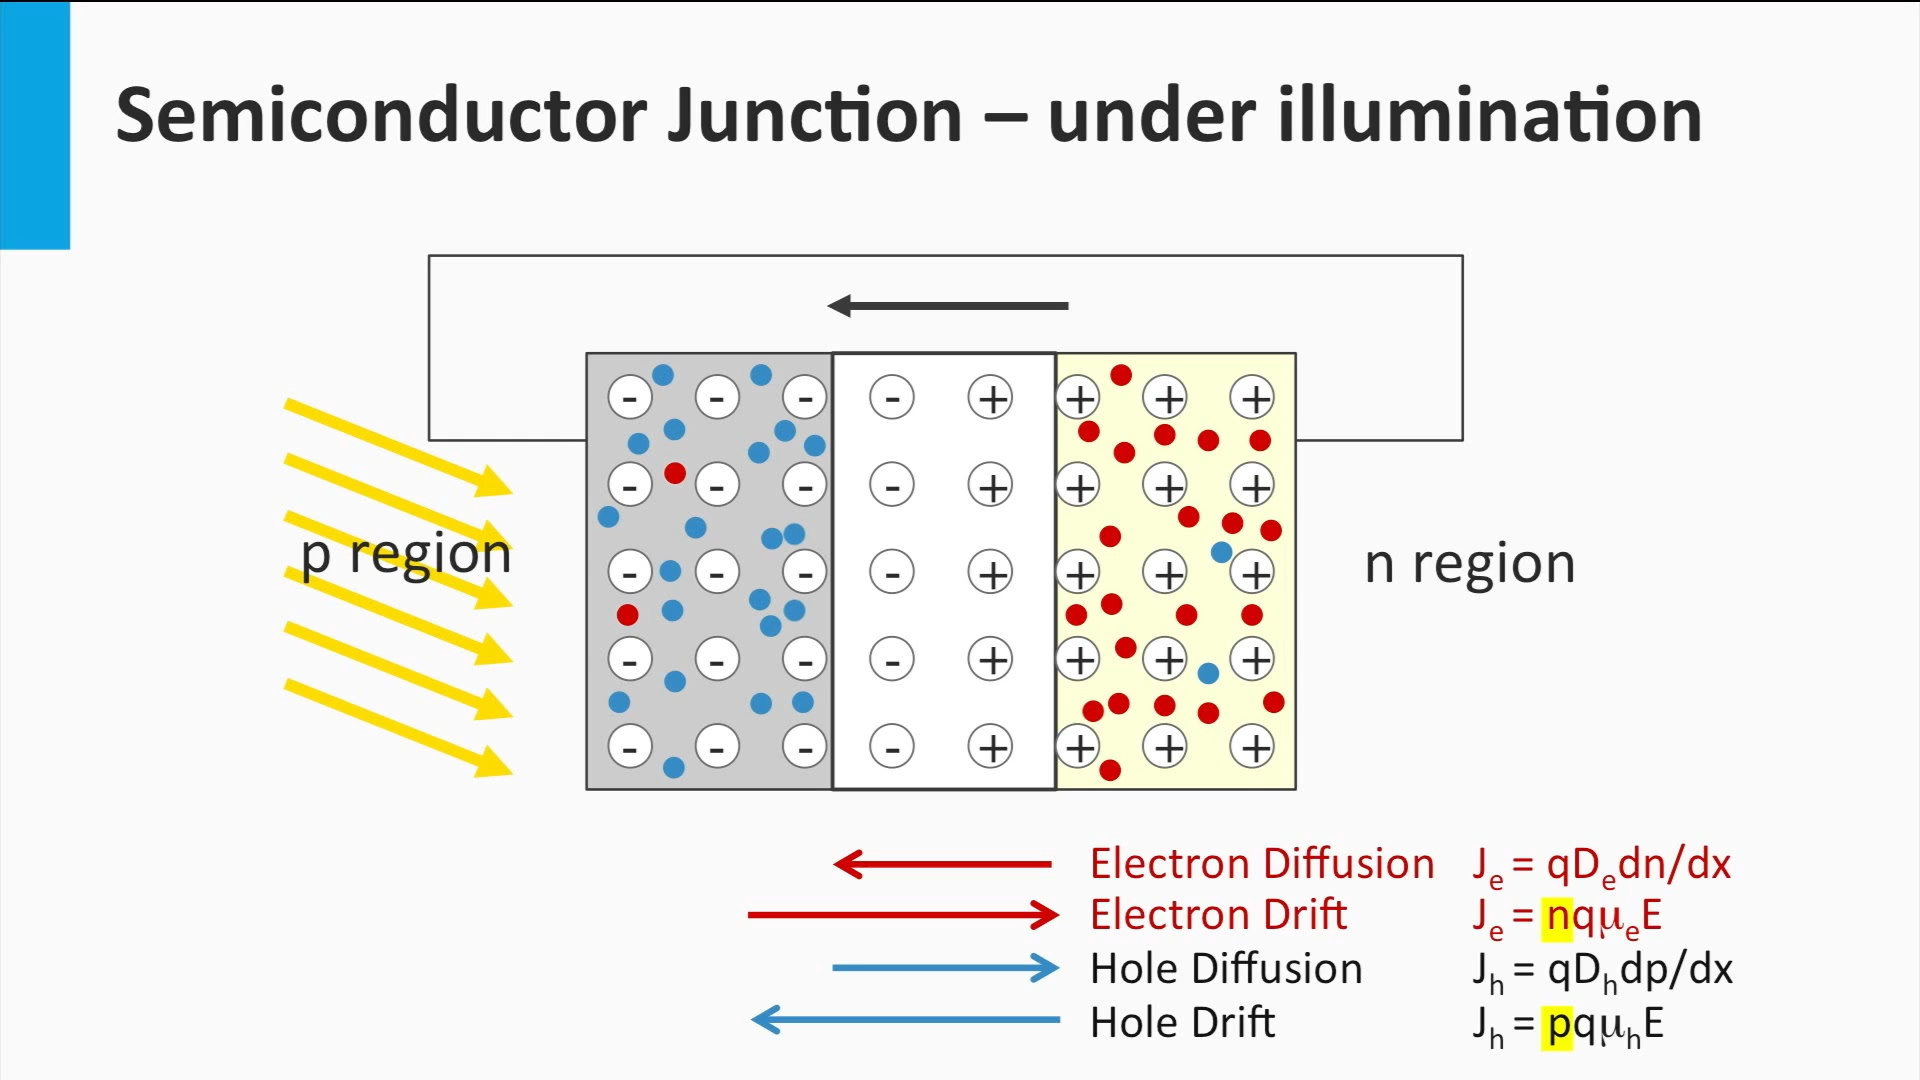 Semiconductor Junction – under illumination
- - - - + + + +
- - - - + + + +
p region
n region
- - - - + + + +
- - - - + + + +
- - - - + + + +
Electron Diffusion Jₑ = qDₑdn/dx
Electron Drift Jₑ = nqμₑE
Hole Diffusion Jₕ = qDₕdp/dx
Hole Drift Jₕ = pqμₕE